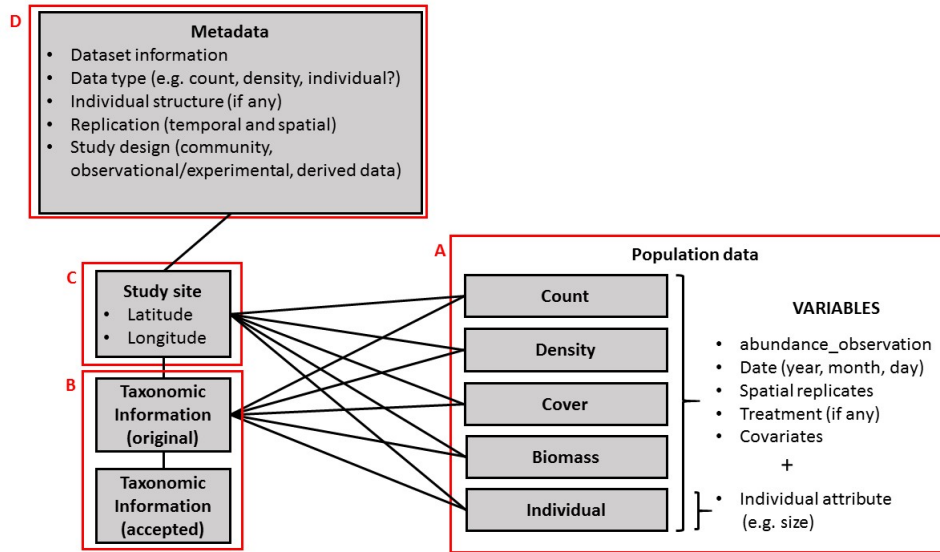 D
Metadata
• Dataset information
• Data type (e.g. count, density, individual?)
• Individual structure (if any)
• Replication (temporal and spatial)
• Study design (community,
observational/experimental, derived data)
C
Study site
• Latitude
• Longitude
B
Taxonomic
Information
(original)
Taxonomic
Information
(accepted)
A
Population data
Count
Density
Cover
Biomass
Individual
VARIABLES
• abundance_observation
• Date (year, month, day)
• Spatial replicates
• Treatment (if any)
• Covariates
+
• Individual attribute
(e.g. size)